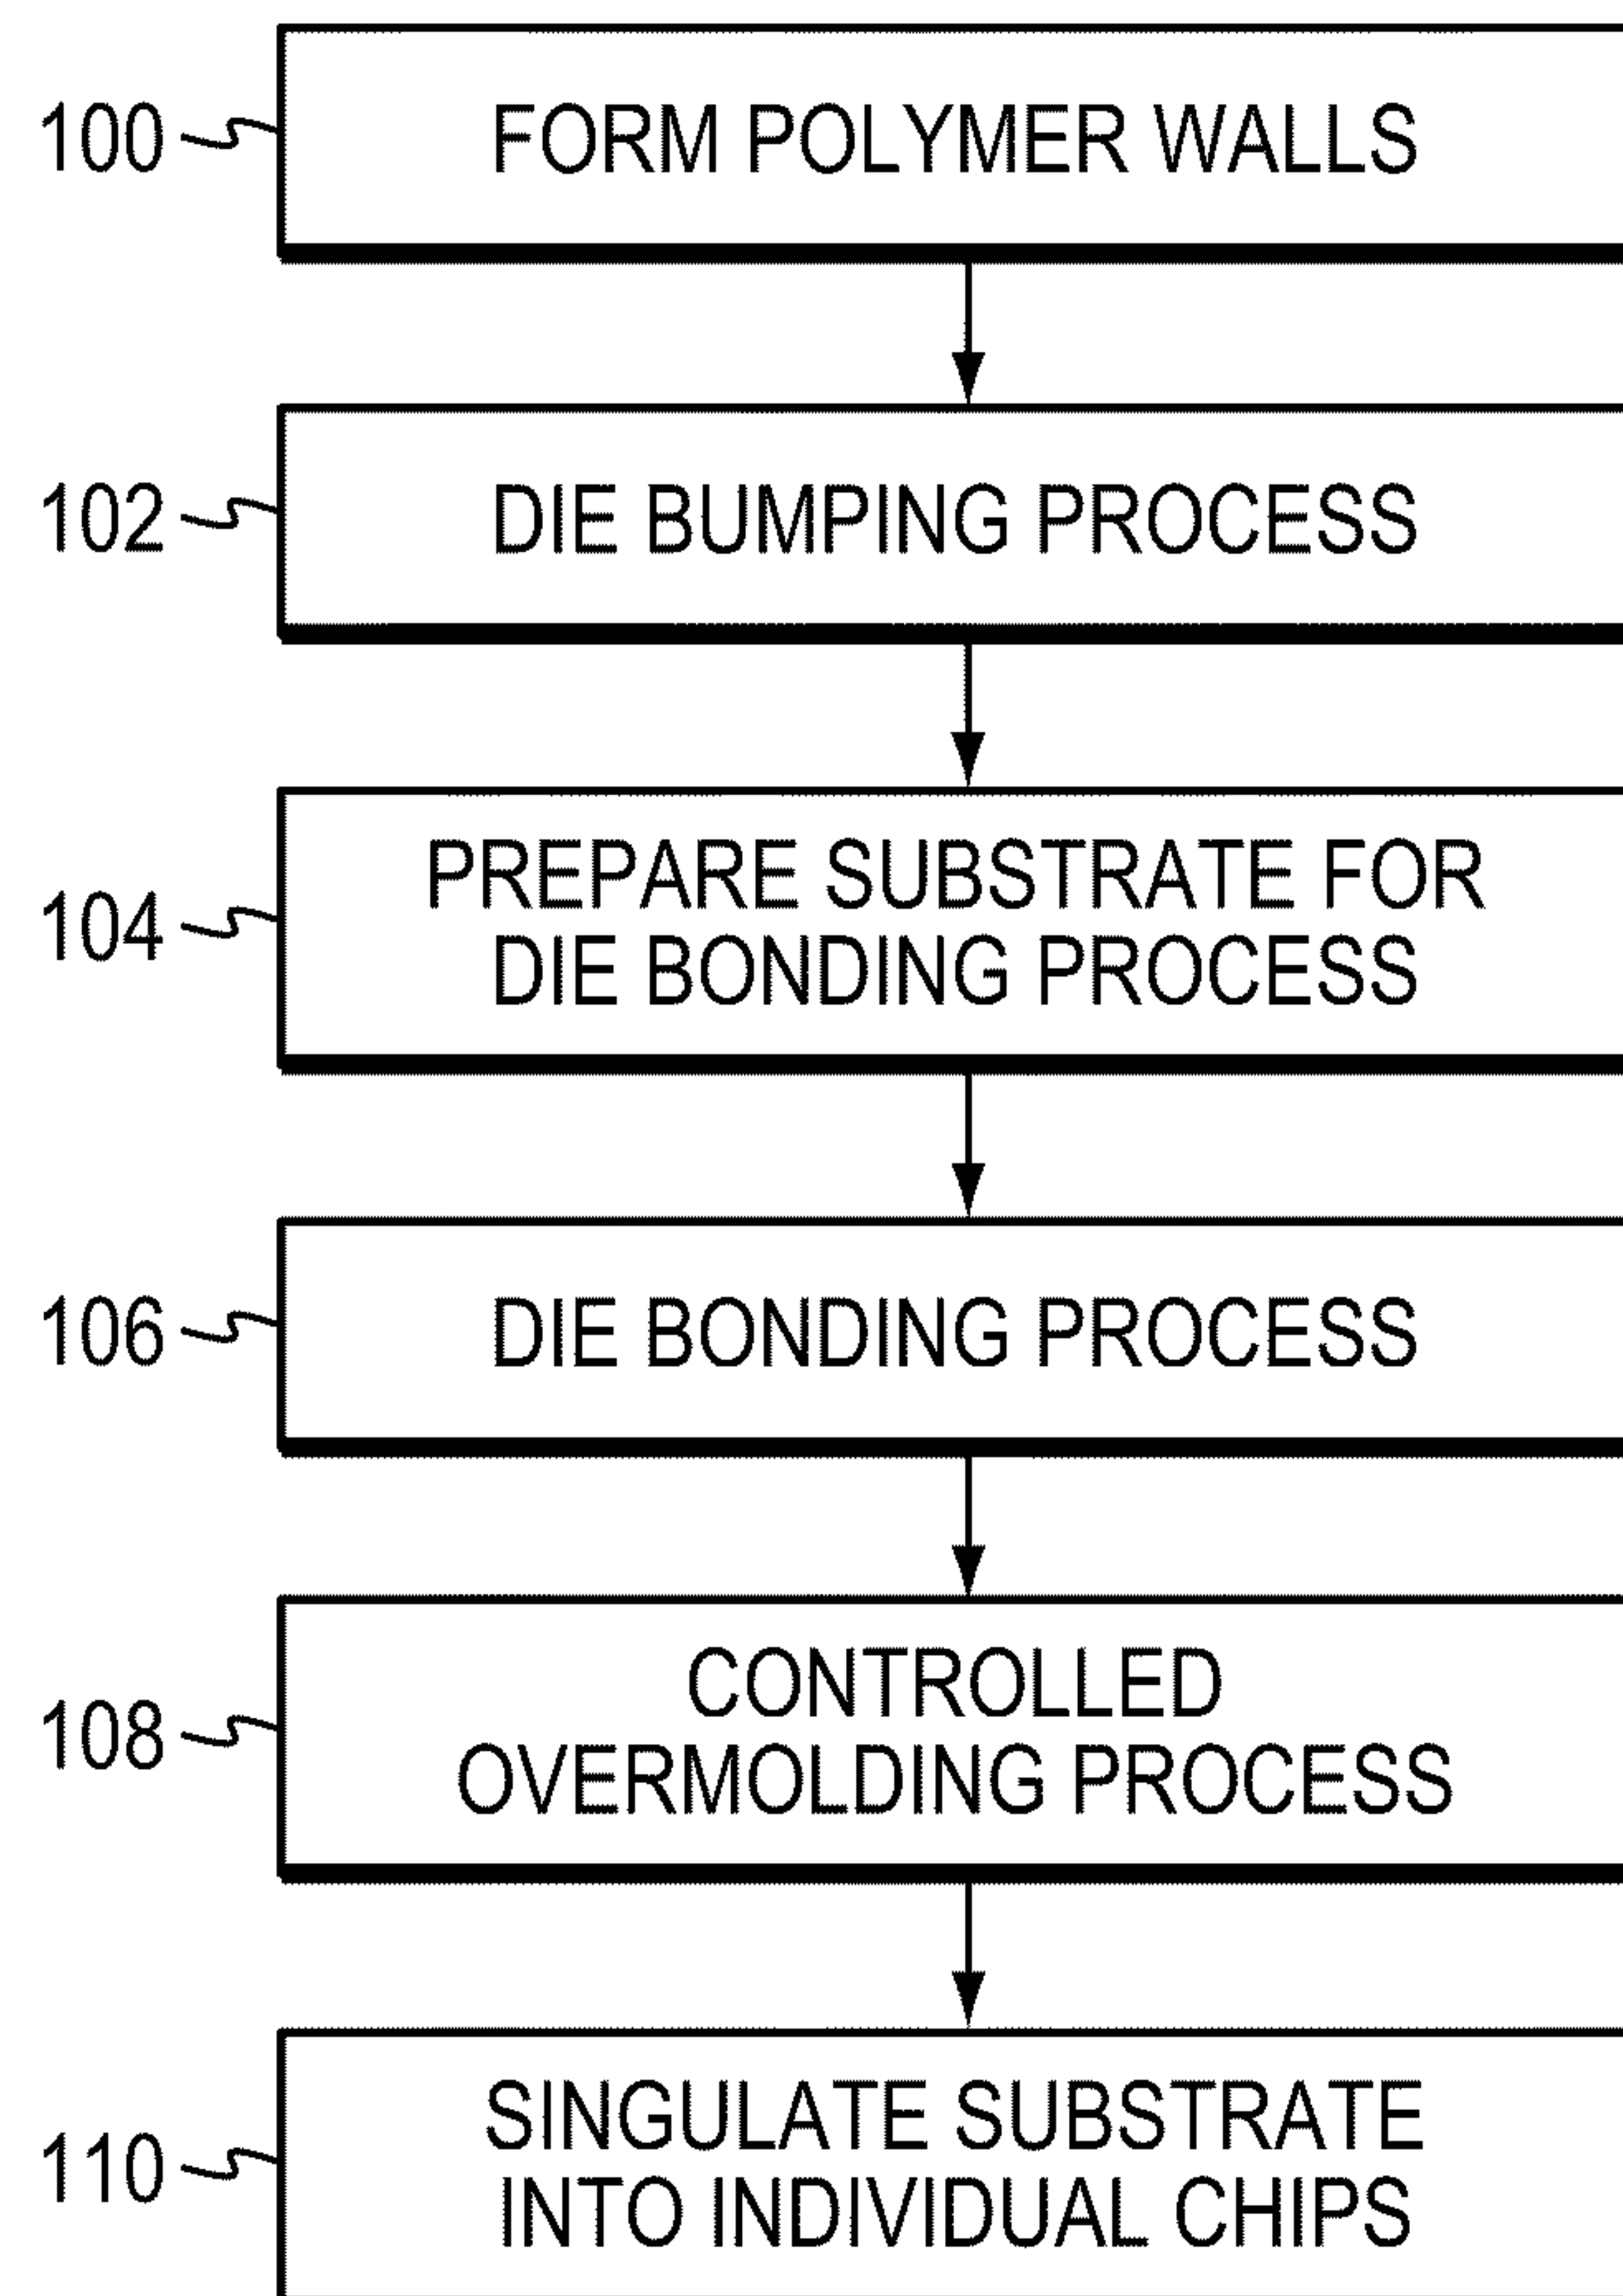 100
FORM POLYMER WALLS
102
DIE BUMPING PROCESS
104
PREPARE SUBSTRATE FOR
DIE BONDING PROCESS
106
DIE BONDING PROCESS
108
CONTROLLED
OVERMOLDING PROCESS
110
SINGULATE SUBSTRATE
INTO INDIVIDUAL CHIPS